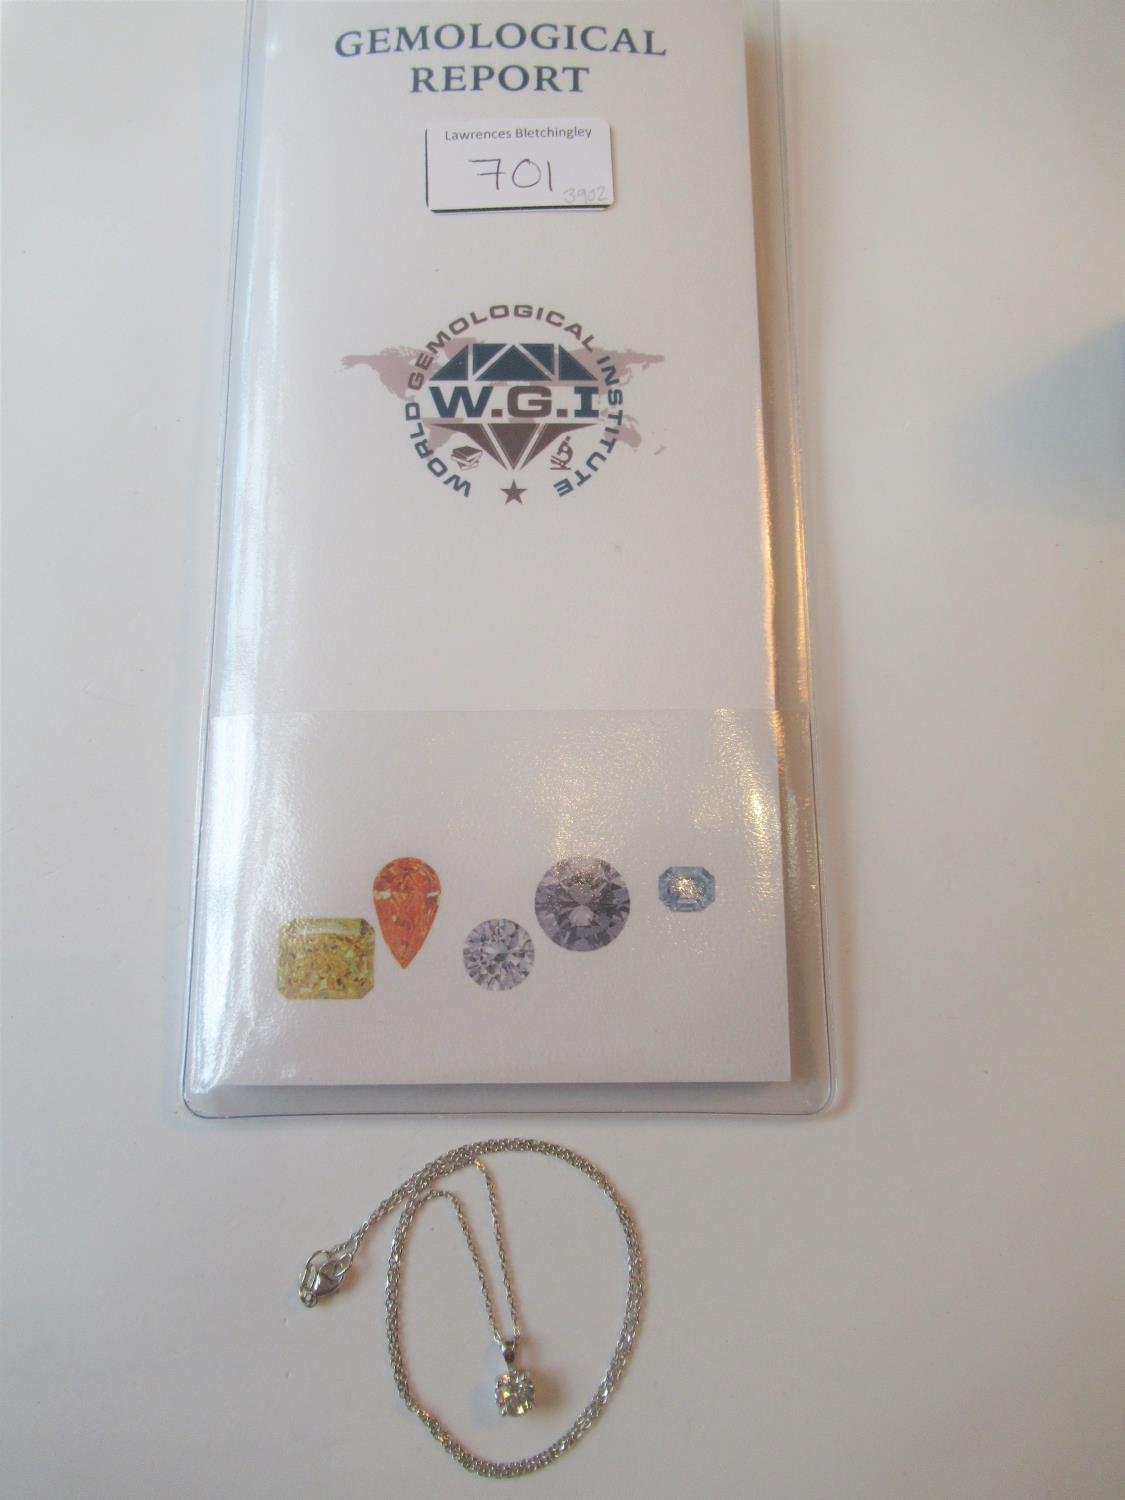 GEMOLOGICAL
REPORT
Lawrences Bletchingley
701
3902
WORLD GEMOLOGICAL INSTITUTE
W.G.I